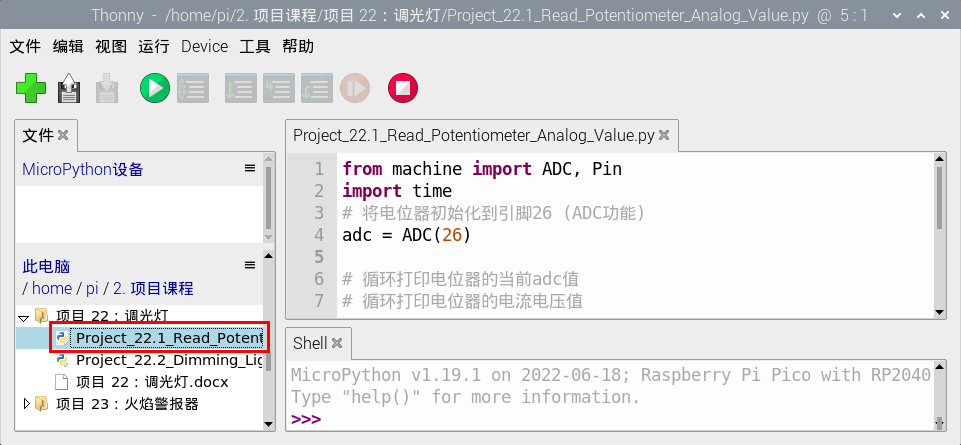 Thonny - /home/pi/2. 项目课程/项目 22：调光灯/Project_22.1_Read_Potentiometer_Analog_Value.py @ 5 : 1
文件 编辑 视图 运行 Device 工具 帮助
文件
MicroPython设备
此电脑
/ home / pi / 2. 项目课程
项目 22：调光灯
Project_22.1_Read_Potent
Project_22.2_Dimming_Lig
项目 22：调光灯.docx
项目 23：火焰警报器
Project_22.1_Read_Potentiometer_Analog_Value.py
1 from machine import ADC, Pin
2 import time
3 # 将电位器初始化到引脚26 (ADC功能)
4 adc = ADC(26)
5
6 # 循环打印电位器的当前adc值
7 # 循环打印电位器的电流电压值
Shell
MicroPython v1.19.1 on 2022-06-18; Raspberry Pi Pico with RP2040
Type "help()" for more information.
>>>